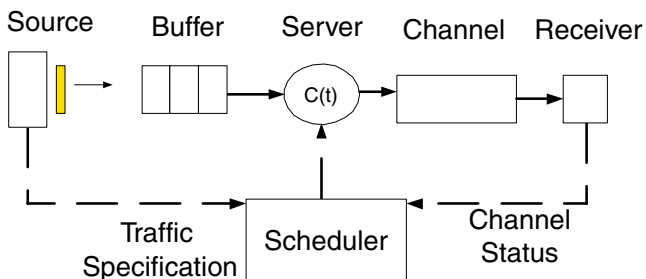 Source
Buffer
Server
Channel
Receiver
C(t)
Traffic
Specification
Scheduler
Channel
Status